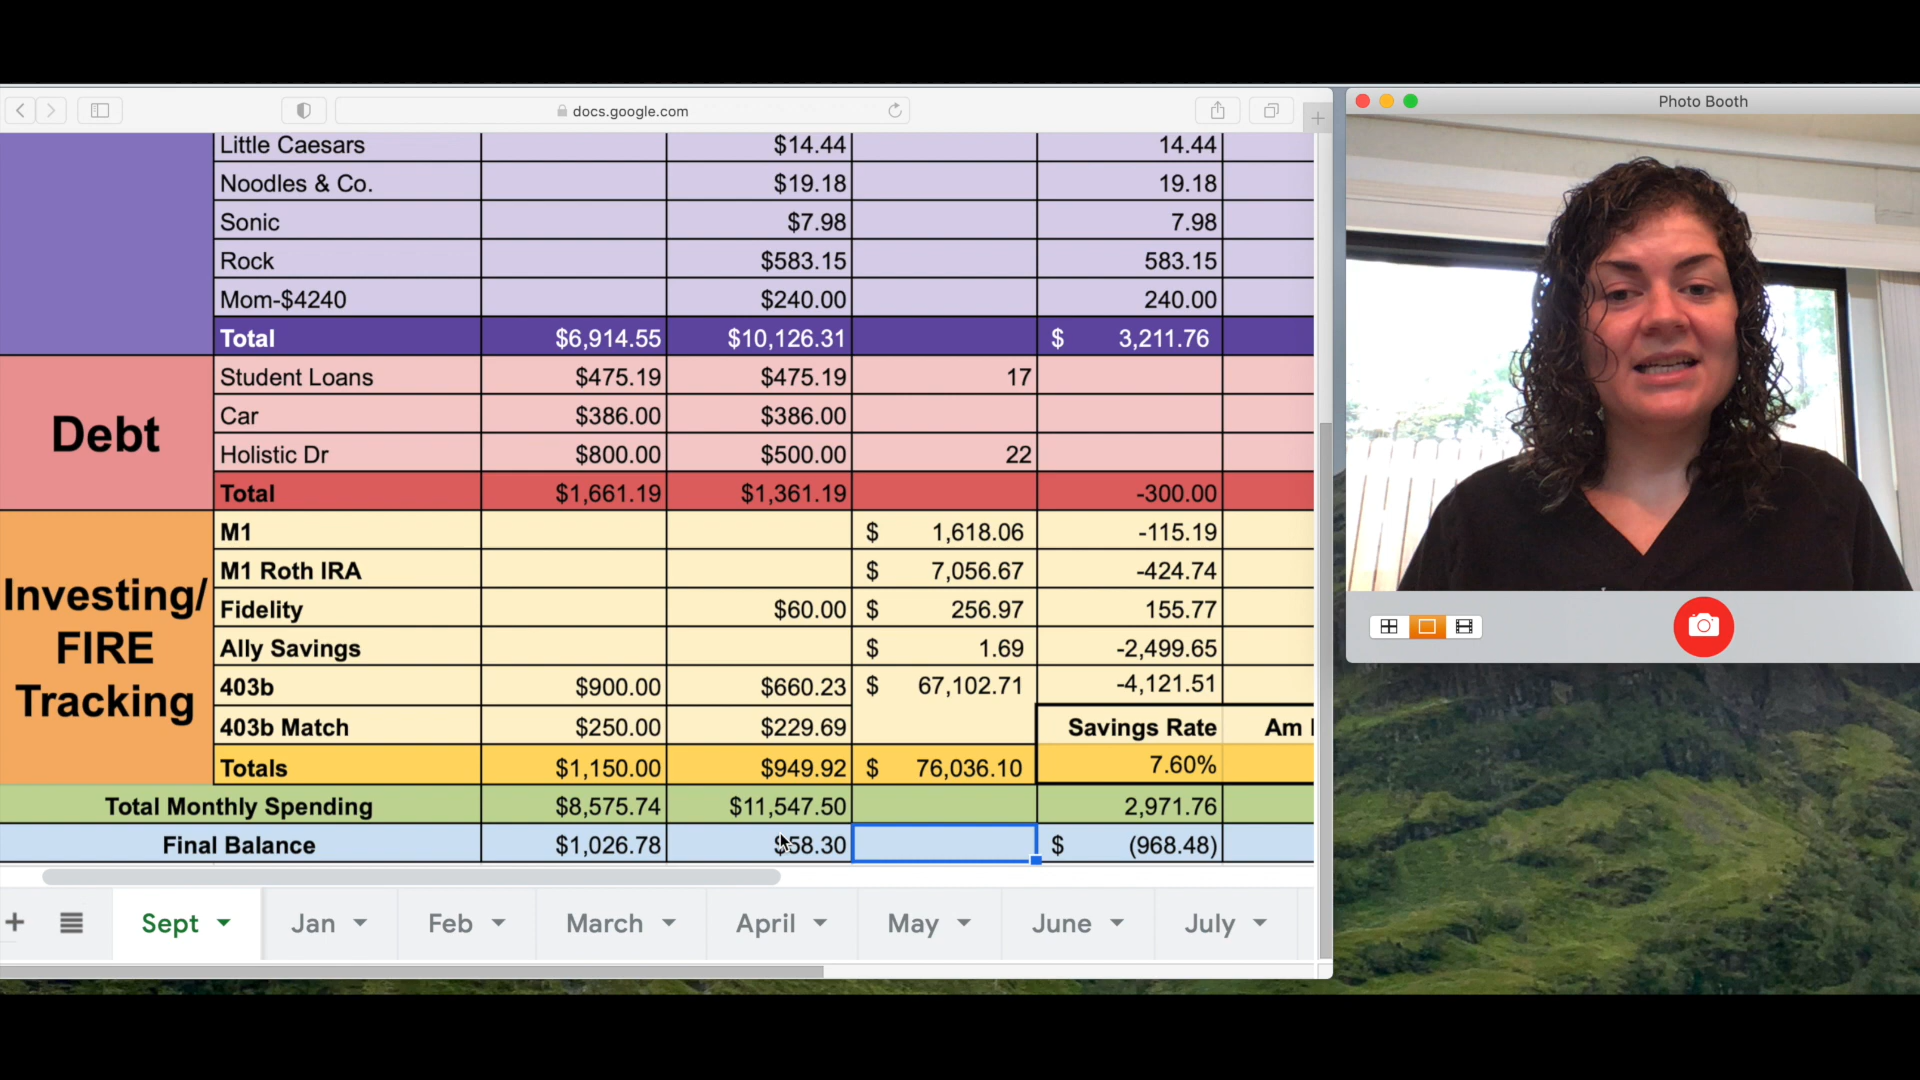 docs.google.com
Photo Booth
Little Caesars $14.44 14.44
Noodles & Co. $19.18 19.18
Sonic $7.98 7.98
Rock $583.15 583.15
Mom-$4240 $240.00 240.00
Total $6,914.55 $10,126.31 $ 3,211.76
Debt
Student Loans $475.19 $475.19 17
Car $386.00 $386.00
Holistic Dr $800.00 $500.00 22
Total $1,661.19 $1,361.19 -300.00
Investing/
FIRE
Tracking
M1 $ 1,618.06 -115.19
M1 Roth IRA $ 7,056.67 -424.74
Fidelity $60.00 $ 256.97 155.77
Ally Savings $ 1.69 -2,499.65
403b $900.00 $660.23 $ 67,102.71 -4,121.51
403b Match $250.00 $229.69 Savings Rate Am
Totals $1,150.00 $949.92 $ 76,036.10 7.60%
Total Monthly Spending $8,575.74 $11,547.50 2,971.76
Final Balance $1,026.78 $58.30 $ (968.48)
Sept Jan Feb March April May June July